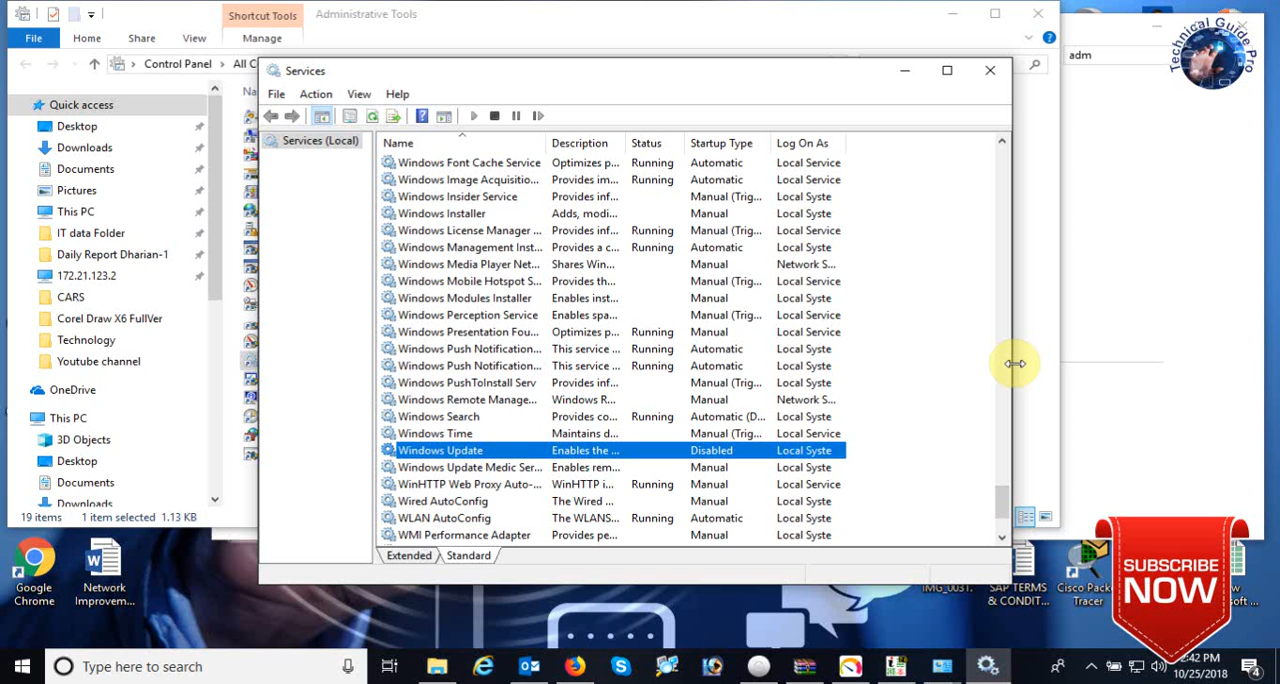 Shortcut Tools
Administrative Tools
File
Home
Share
View
Manage
Control Panel
All C
adm
Technical Guide Pro
Quick access
Desktop
Downloads
Documents
Pictures
This PC
IT data Folder
Daily Report Dharian-1
172.21.123.2
CARS
Corel Draw X6 FullVer
Technology
Youtube channel
OneDrive
This PC
3D Objects
Desktop
Documents
Downloads
19 items 1 item selected 1.13 KB
Na
Services
File Action View Help
Services (Local)
Name Description Status Startup Type Log On As
Windows Font Cache Service Optimizes p... Running Automatic Local Service
Windows Image Acquisitio... Provides im... Running Automatic Local Service
Windows Insider Service Provides inf... Manual (Trig... Local Syste
Windows Installer Adds, modi... Manual Local Syste
Windows License Manager ... Provides inf... Running Manual (Trig... Local Service
Windows Management Inst... Provides a c... Running Automatic Local Syste
Windows Media Player Net... Shares Win... Manual Network S...
Windows Mobile Hotspot S... Provides th... Manual (Trig... Local Service
Windows Modules Installer Enables inst... Manual Local Syste
Windows Perception Service Enables spa... Manual (Trig... Local Service
Windows Presentation Fou... Optimizes p... Running Manual Local Service
Windows Push Notification... This service ... Running Automatic Local Syste
Windows Push Notification... This service ... Running Automatic Local Syste
Windows PushToInstall Serv Provides inf... Manual (Trig... Local Syste
Windows Remote Manage... Windows R... Manual Network S...
Windows Search Provides co... Running Automatic (D... Local Syste
Windows Time Maintains d... Manual (Trig... Local Service
Windows Update Enables the ... Disabled Local Syste
Windows Update Medic Ser... Enables rem... Manual Local Syste
WinHTTP Web Proxy Auto-... WinHTTP i... Running Manual Local Service
Wired AutoConfig The Wired ... Manual Local Syste
WLAN AutoConfig The WLANS... Running Automatic Local Syste
WMI Performance Adapter Provides pe... Manual Local Syste
Extended Standard
Google Chrome
Network Improvem...
SAP TERMS & CONDIT...
Cisco Pack Tracer
SUBSCRIBE
NOW
Type here to search
2:42 PM
10/25/2018
4